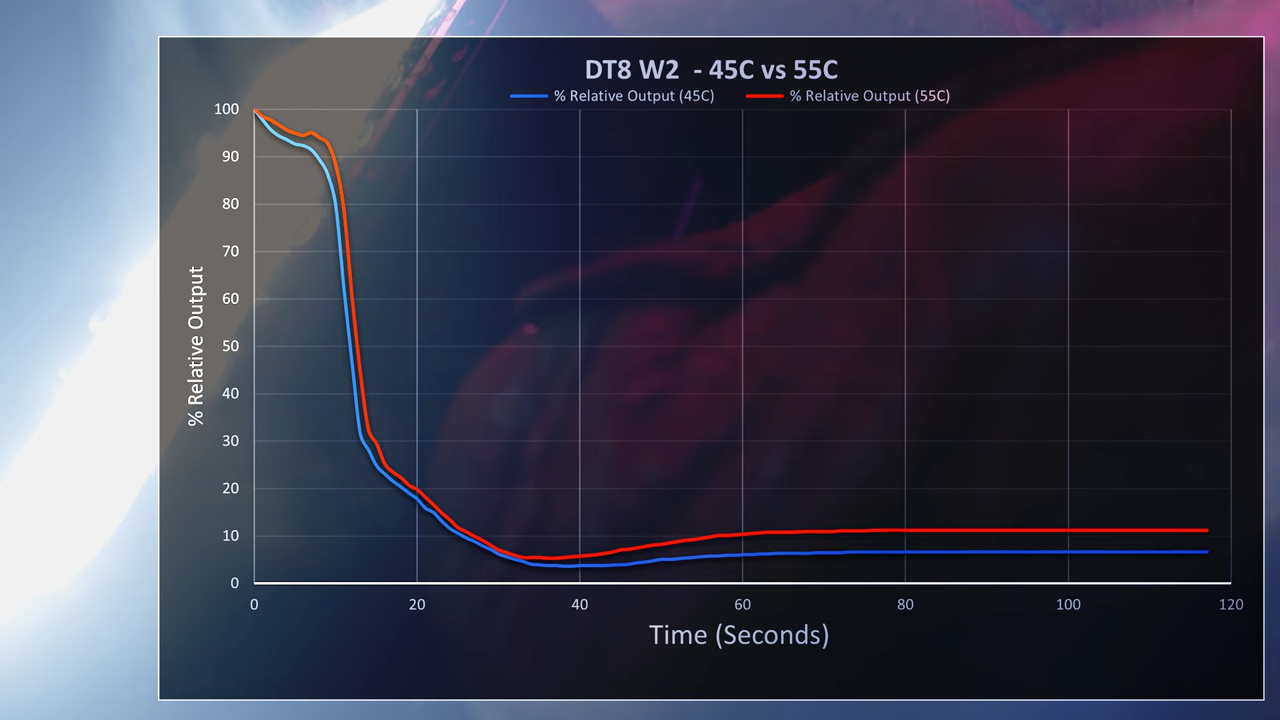 DT8 W2 - 45C vs 55C
% Relative Output (45C) % Relative Output (55C)
100
90
80
70
60
50
40
30
20
10
0
% Relative Output
0 20 40 60 80 100 120
Time (Seconds)